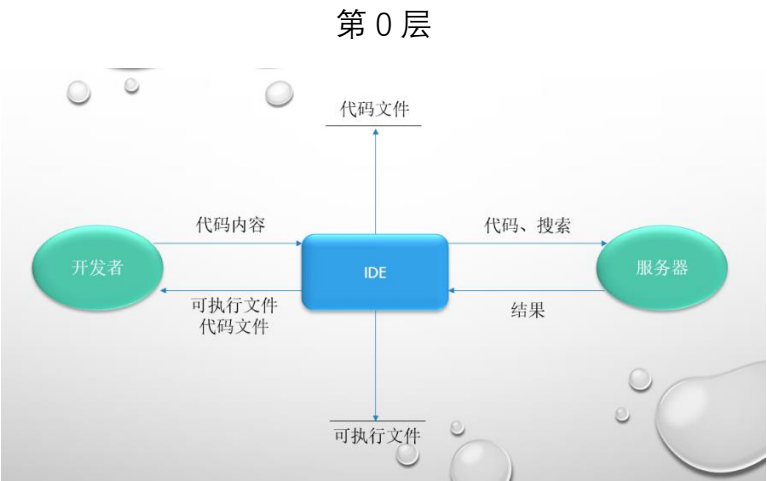 第 0 层
代码文件
代码内容
代码、搜索
开发者
IDE
服务器
可执行文件
代码文件
结果
可执行文件